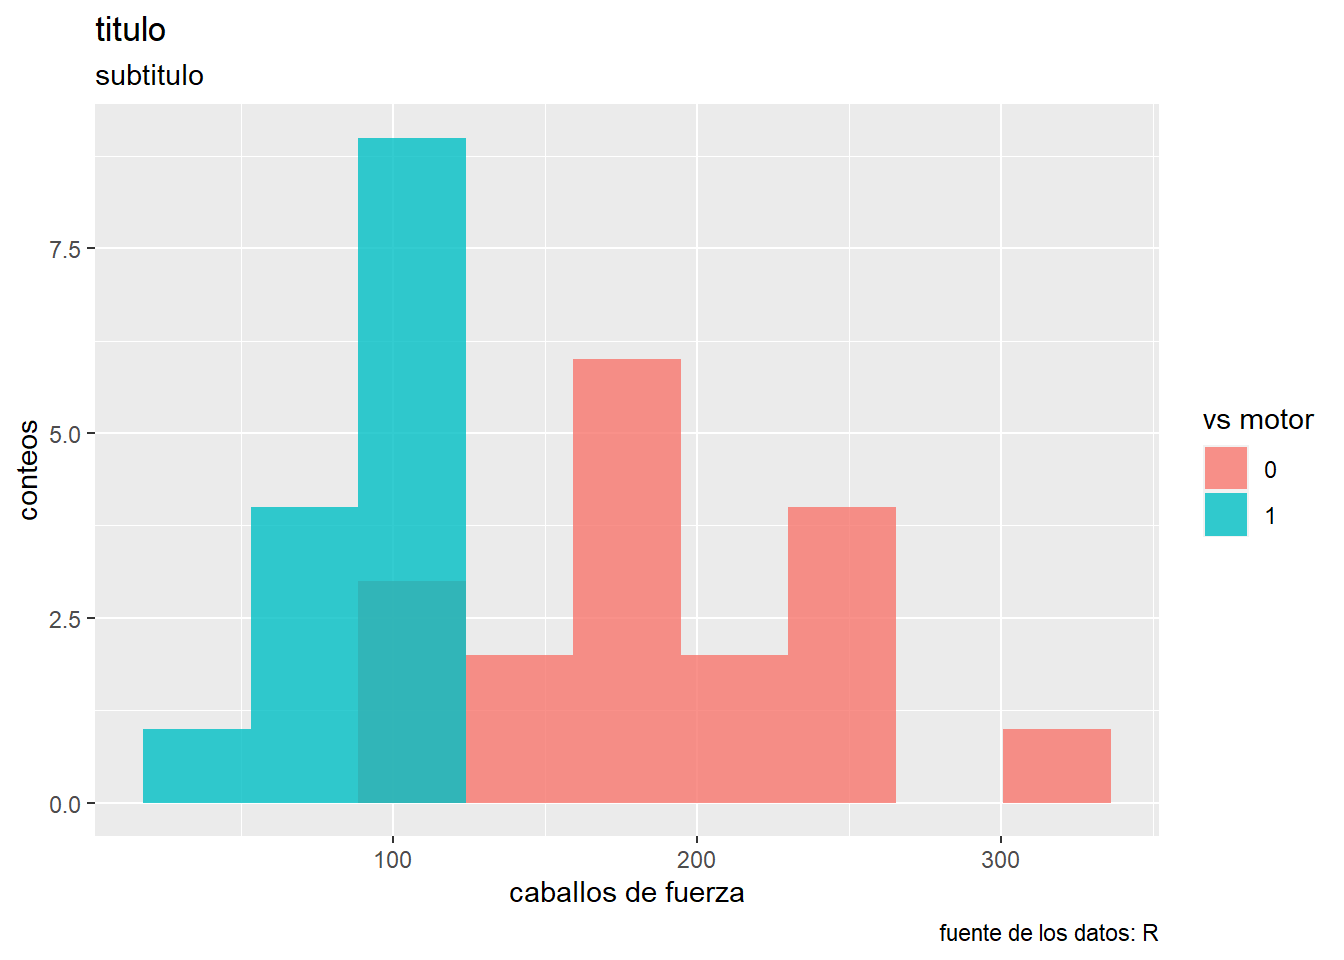 titulo
subtitulo
7.5
5.0
2.5
0.0
conteos
100
200
300
caballos de fuerza
vs motor
0
1
fuente de los datos: R